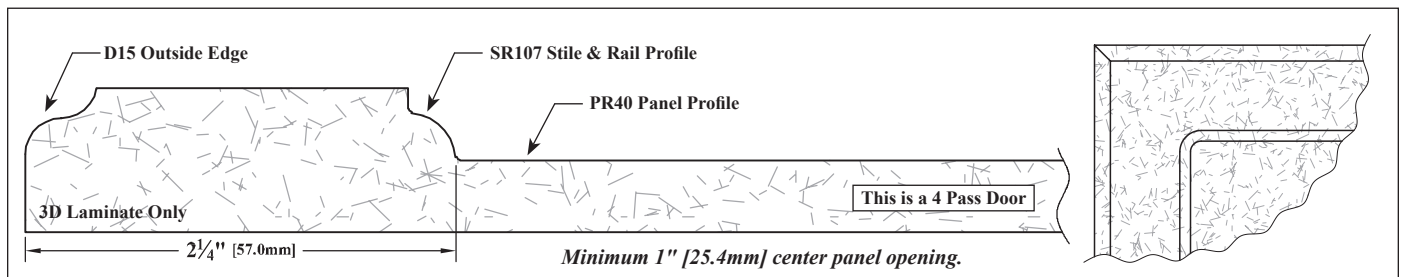 D15 Outside Edge
SR107 Stile & Rail Profile
PR40 Panel Profile
This is a 4 Pass Door
3D Laminate Only
2¼" [57.0mm]
Minimum 1" [25.4mm] center panel opening.